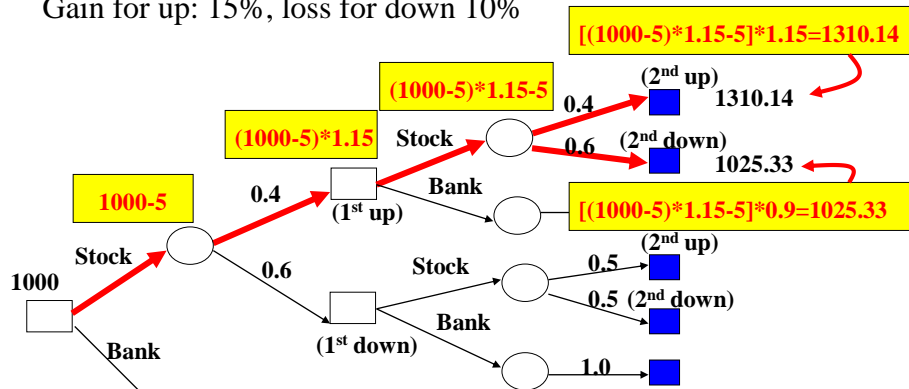 Gain for up: 15%, loss for down 10%
[((1000-5)*1.15-5]*1.15=1310.14
(2nd up)
1310.14
(1000-5)*1.15-5
0.4
(1000-5)*1.15
Stock
0.6
(2nd down)
1025.33
1000-5
0.4
Bank
(1st up)
[(1000-5)*1.15-5]*0.9=1025.33
Stock
(2nd up)
0.6
Stock
0.5
1000
0.5
(2nd down)
Bank
(1st down)
Bank
1.0